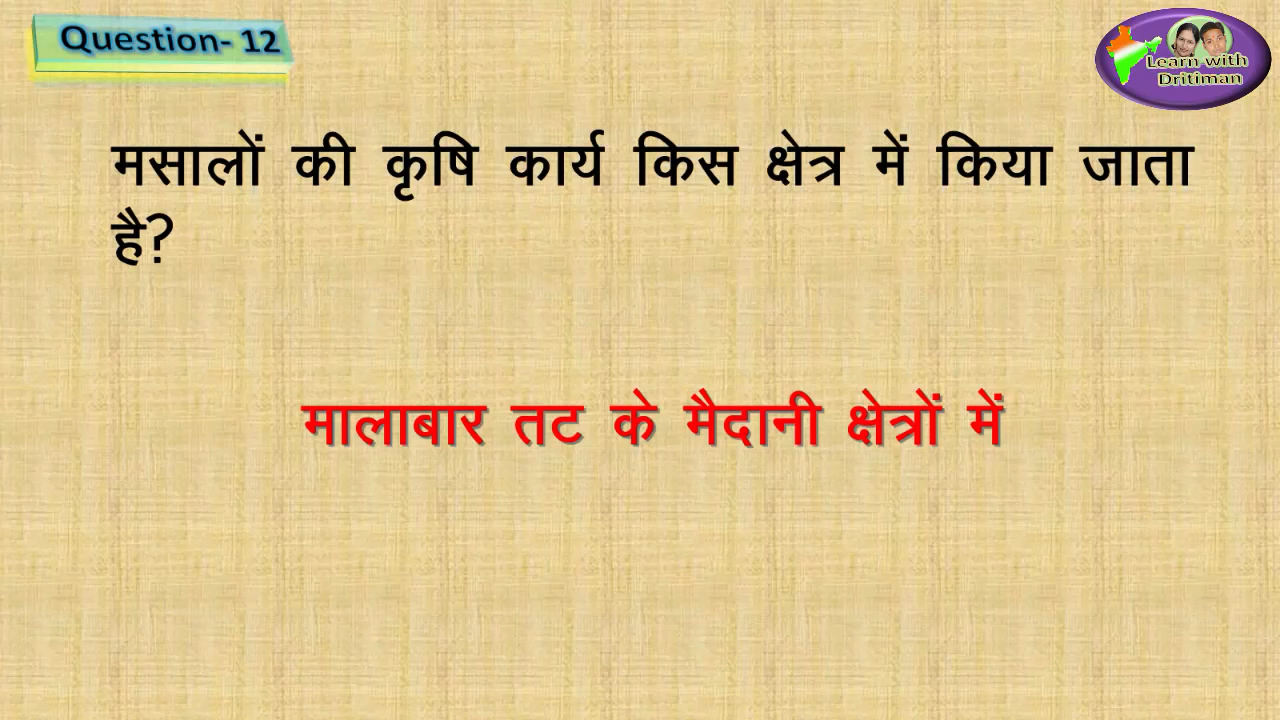 Question- 12
Learn with
Dritiman
मसालों की कृषि कार्य किस क्षेत्र में किया जाता
है?
मालाबार तट के मैदानी क्षेत्रों में